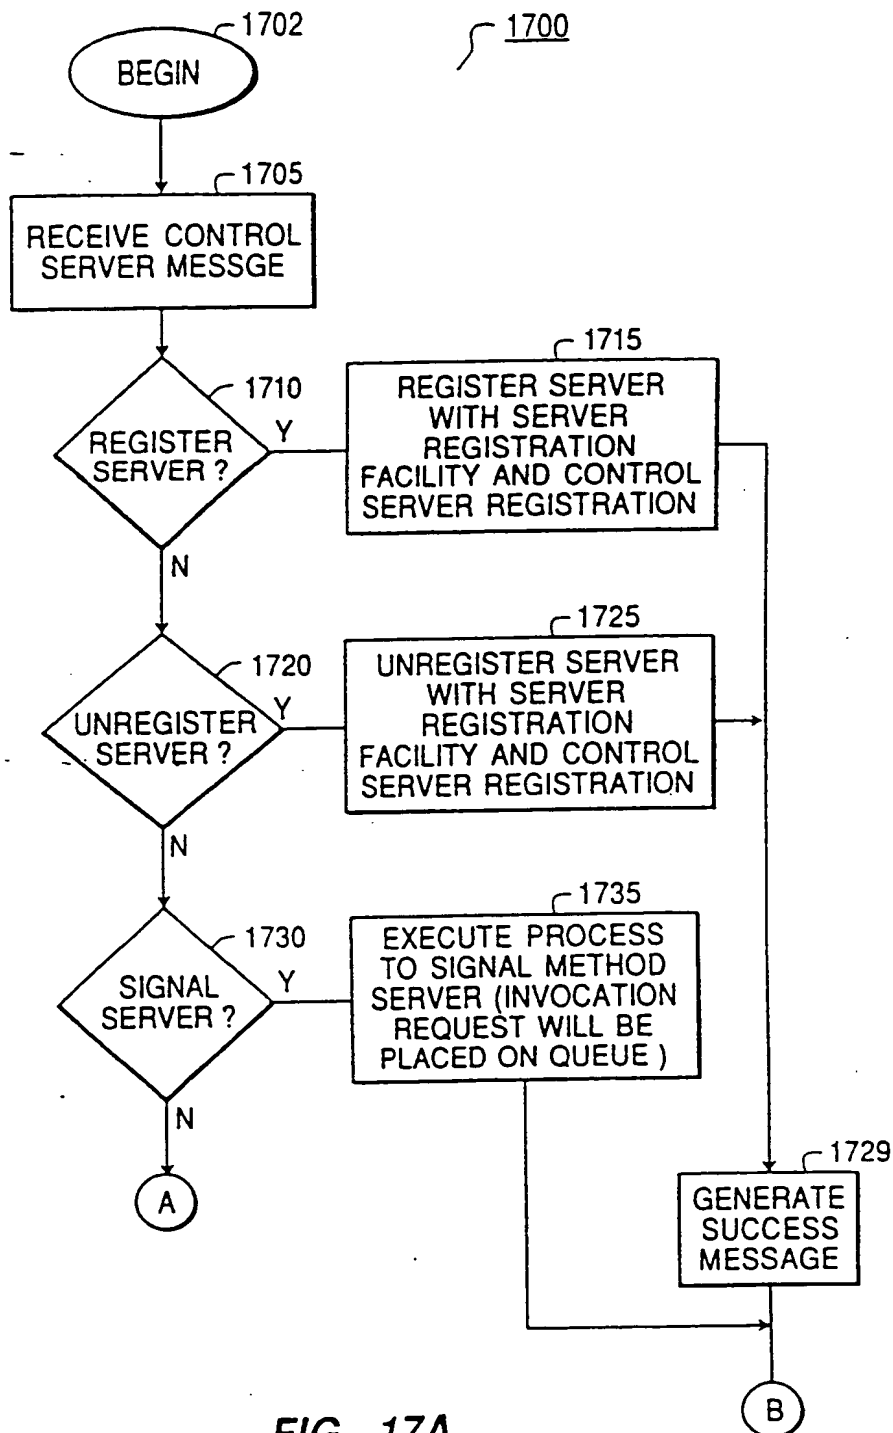 1702
1700
BEGIN
1705
RECEIVE CONTROL
SERVER MESSGE
1710
REGISTER
SERVER ?
Y
N
1715
REGISTER SERVER
WITH SERVER
REGISTRATION
FACILITY AND CONTROL
SERVER REGISTRATION
1720
UNREGISTER
SERVER ?
Y
N
1725
UNREGISTER SERVER
WITH SERVER
REGISTRATION
FACILITY AND CONTROL
SERVER REGISTRATION
1730
SIGNAL
SERVER ?
Y
N
1735
EXECUTE PROCESS
TO SIGNAL METHOD
SERVER (INVOCATION
REQUEST WILL BE
PLACED ON QUEUE )
A
1729
GENERATE
SUCCESS
MESSAGE
B
FIG. 17A